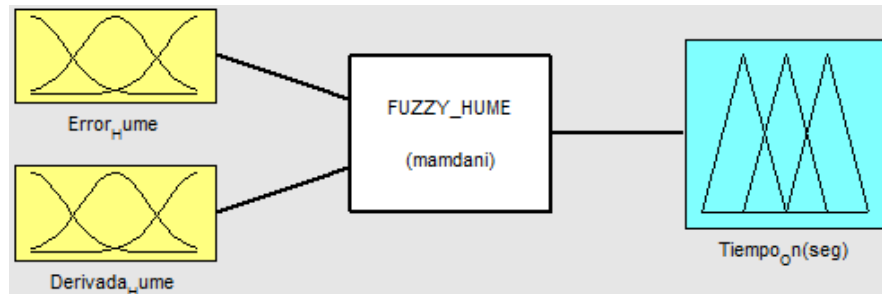 Error_Hume
FUZZY_HUME
(mamdani)
Derivada_Hume
Tiempo_On(seg)